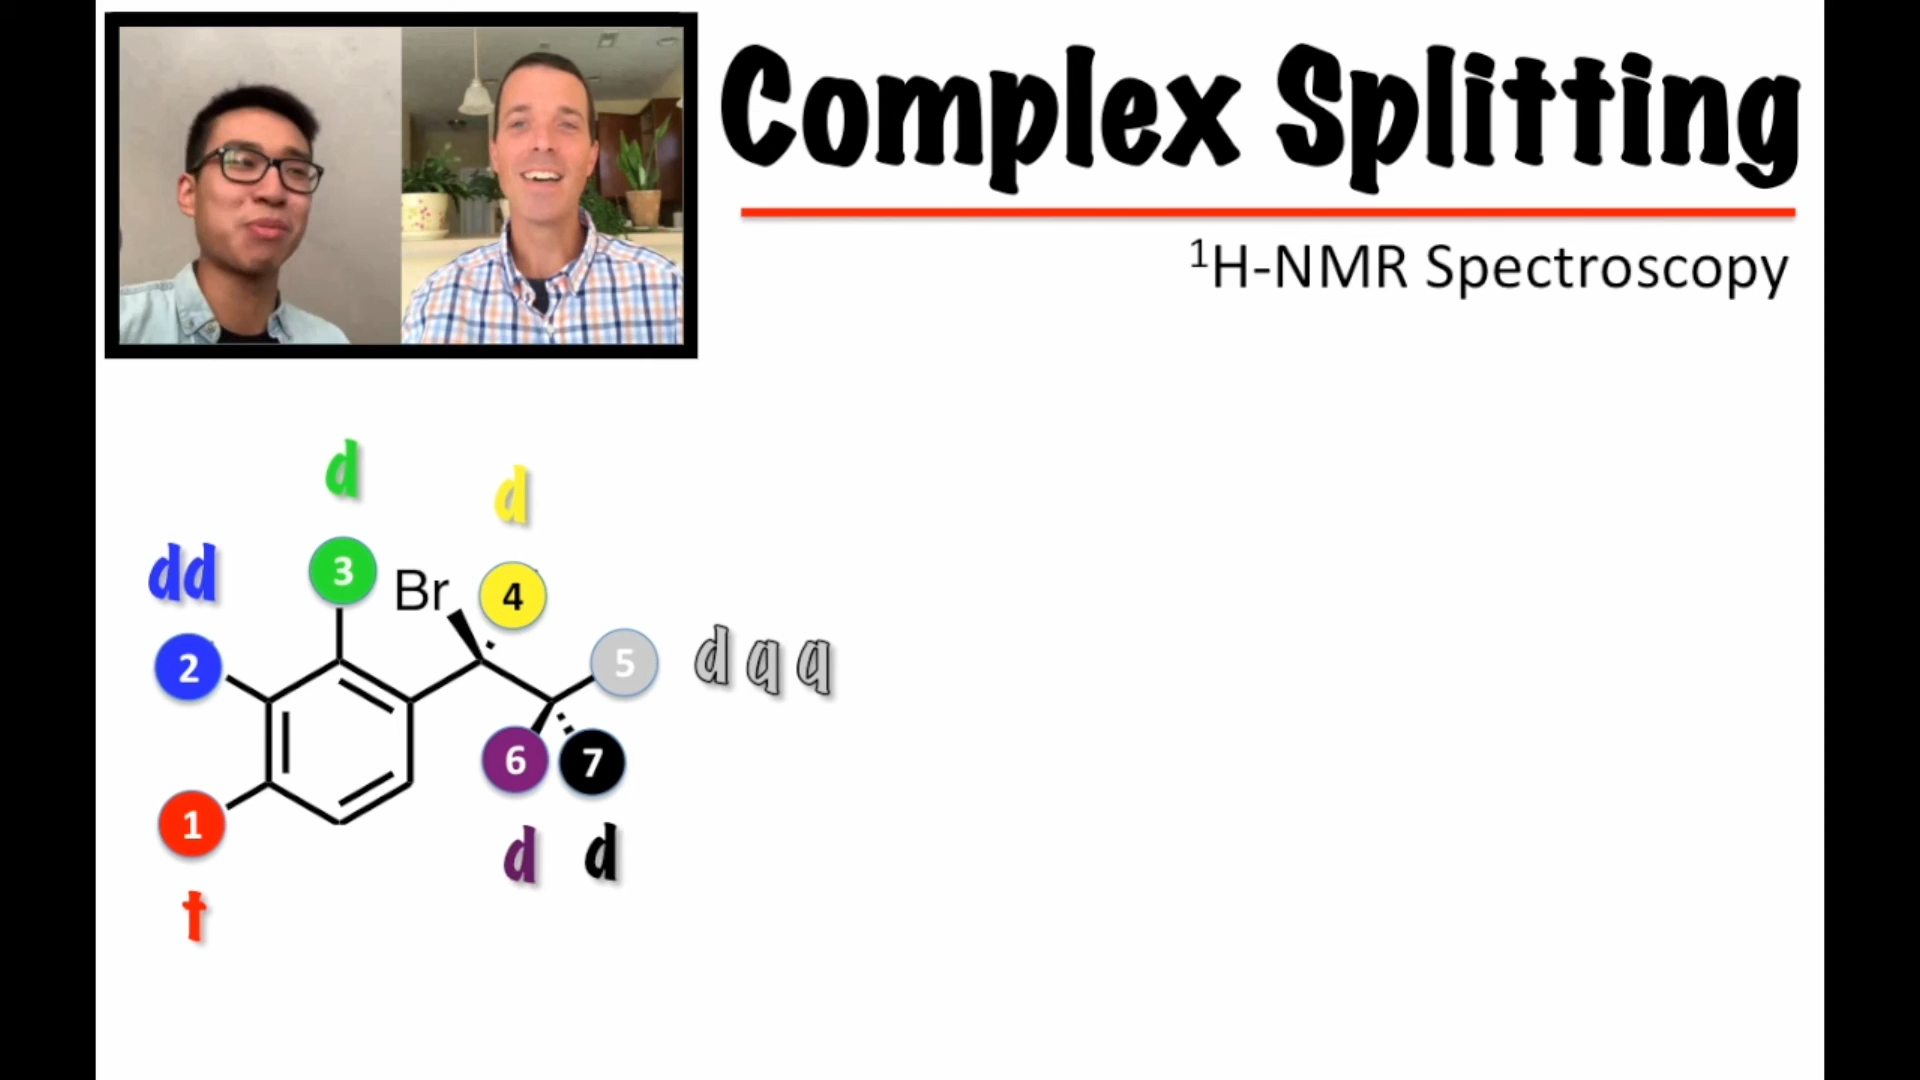 Complex Splitting
¹H-NMR Spectroscopy
d
d
dd
3
Br
4
2
5
d q q
6
7
1
d
d
t